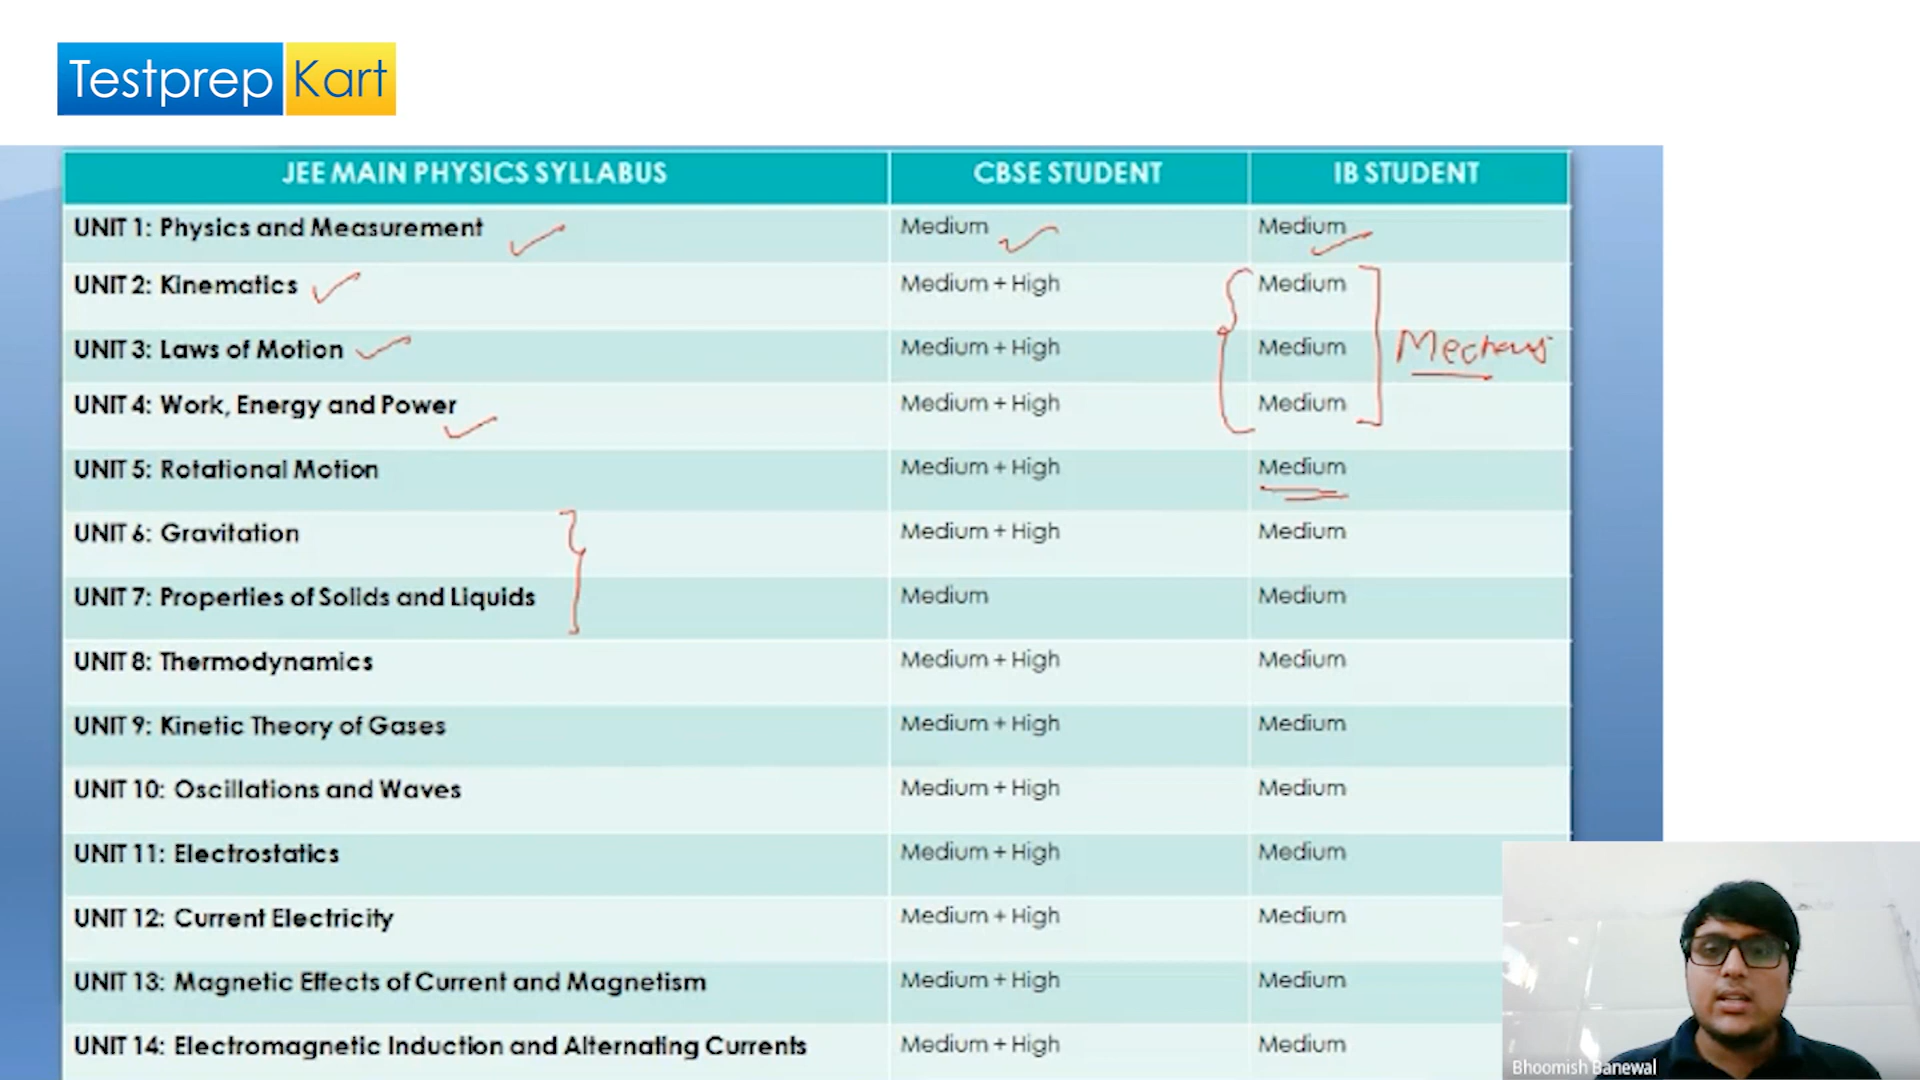 Testprep Kart
JEE MAIN PHYSICS SYLLABUS CBSE STUDENT IB STUDENT
UNIT 1: Physics and Measurement Medium Medium
UNIT 2: Kinematics Medium + High Medium
UNIT 3: Laws of Motion Medium + High Medium
UNIT 4: Work, Energy and Power Medium + High Medium
UNIT 5: Rotational Motion Medium + High Medium
UNIT 6: Gravitation Medium + High Medium
UNIT 7: Properties of Solids and Liquids Medium Medium
UNIT 8: Thermodynamics Medium + High Medium
UNIT 9: Kinetic Theory of Gases Medium + High Medium
UNIT 10: Oscillations and Waves Medium + High Medium
UNIT 11: Electrostatics Medium + High Medium
UNIT 12: Current Electricity Medium + High Medium
UNIT 13: Magnetic Effects of Current and Magnetism Medium + High Medium
UNIT 14: Electromagnetic Induction and Alternating Currents Medium + High Medium
Bhoomish Banewal